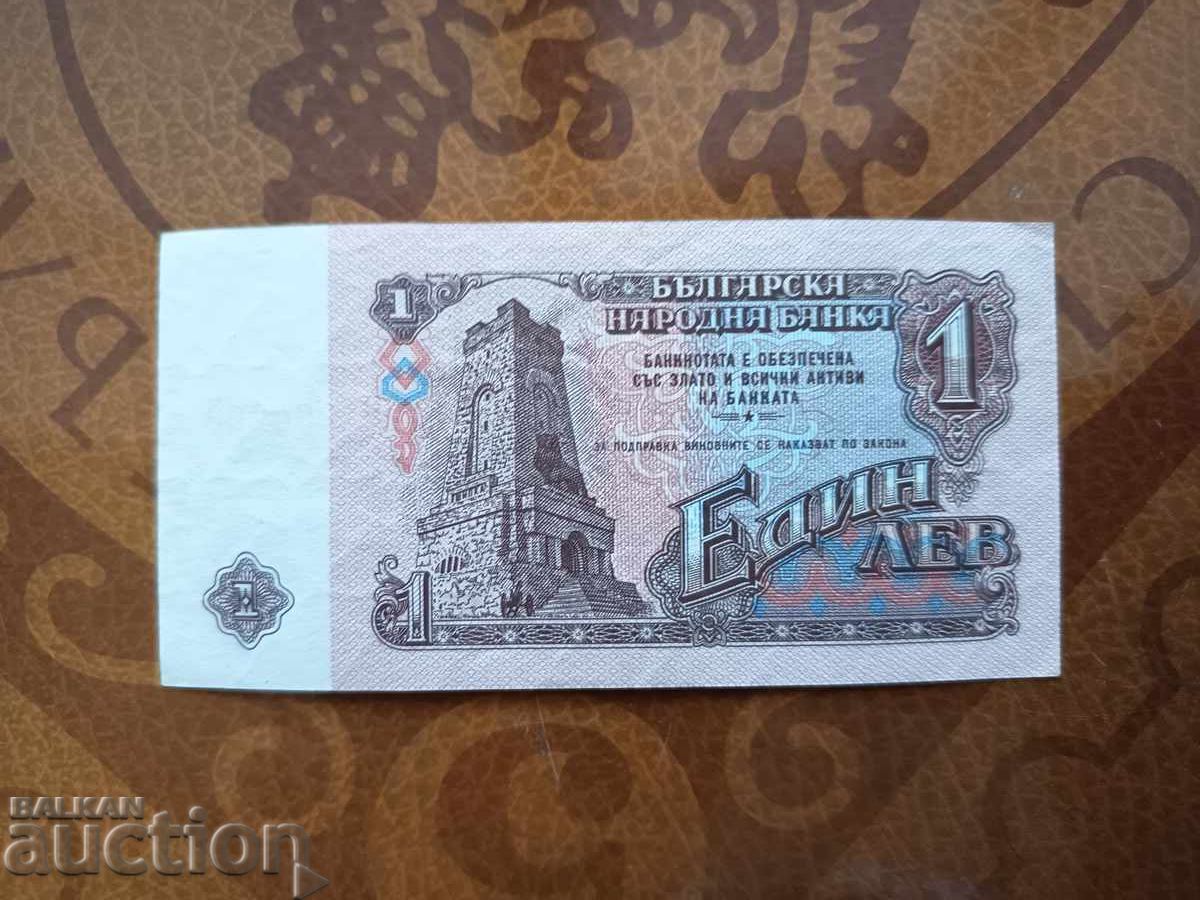 1
БЪЛГАРСКА
НАРОДНА БАНКА
1
БАНКНОТАТА Е ОБЕЗПЕЧЕНА
СЪС ЗЛАТО И ВСИЧКИ АКТИВИ
НА БАНКАТА
ЗА ПОДПРАВКА ВИНОВНИТЕ СЕ НАКАЗВАТ ПО ЗАКОНА
Един
ЛЕВ
1
1
BALKAN
auction